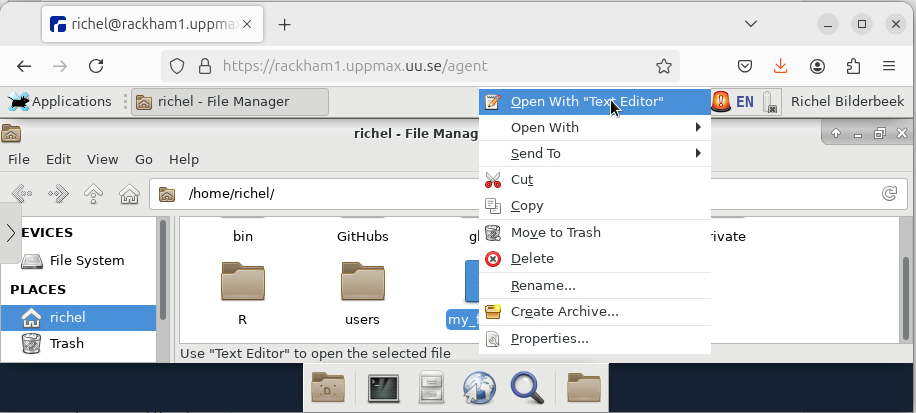 richel@rackham1.uppma
https://rackham1.uppmax.uu.se/agent
Applications
richel - File Manager
EN
Richel Bilderbeek
richel - File Manag
File Edit View Go Help
/home/richel/
EVICES
File System
PLACES
richel
Trash
bin
GitHubs
gl
rivate
R
users
my_
Use "Text Editor" to open the selected file
Open With "Text Editor"
Open With
Send To
Cut
Copy
Move to Trash
Delete
Rename...
Create Archive...
Properties...